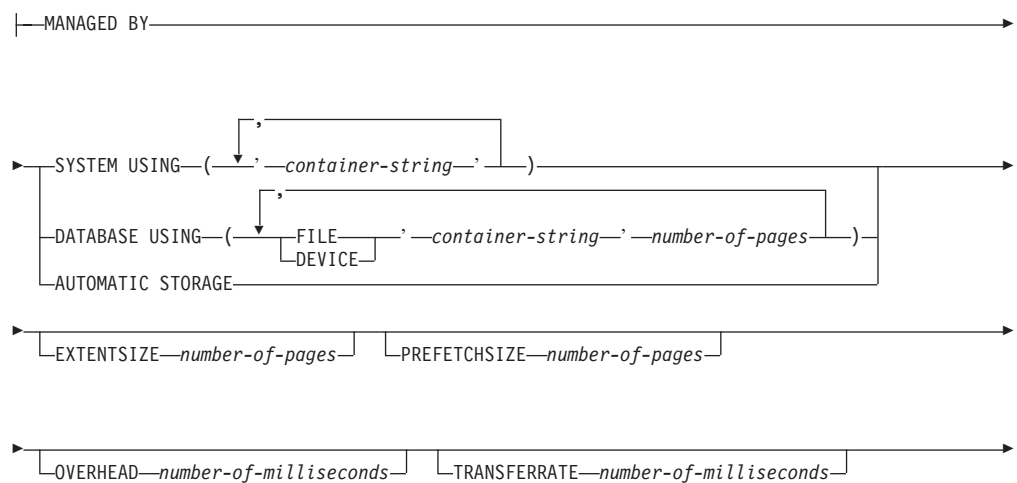 MANAGED BY
,
SYSTEM USING ( ’ container-string ’ )
,
DATABASE USING ( FILE ’ container-string ’ number-of-pages )
DEVICE
AUTOMATIC STORAGE
EXTENTSIZE number-of-pages PREFETCHSIZE number-of-pages
OVERHEAD number-of-milliseconds TRANSFERRATE number-of-milliseconds